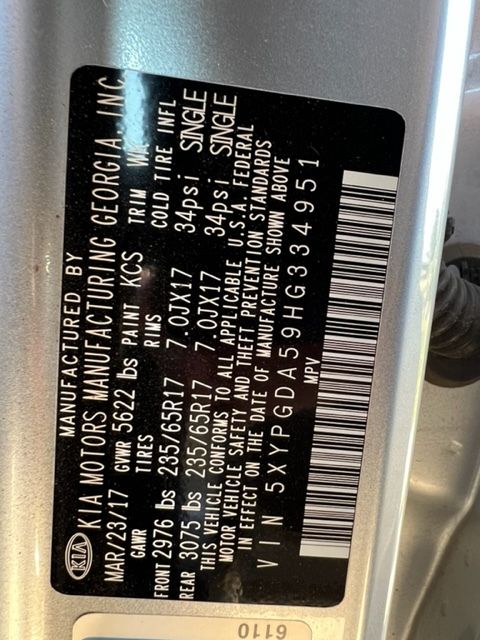 MANUFACTURED BY
KIA KIA MOTORS MANUFACTURING GEORGIA, INC
MAR/23/17 GVWR 5622 lbs PAINT KCS TRIM WK
GAWR TIRES RIMS COLD TIRE INFL
FRONT 2976 lbs 235/65R17 7.0JX17 34psi SINGLE
REAR 3075 lbs 235/65R17 7.0JX17 34psi SINGLE
THIS VEHICLE CONFORMS TO ALL APPLICABLE U.S.A. FEDERAL
MOTOR VEHICLE SAFETY AND THEFT PREVENTION STANDARDS
IN EFFECT ON THE DATE OF MANUFACTURE SHOWN ABOVE
VIN 5XYPGDA59HG334951
MPV
6110